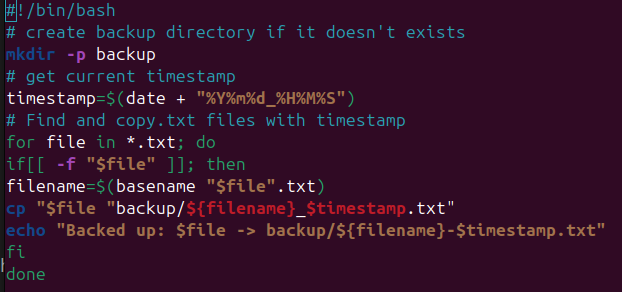 #!/bin/bash
# create backup directory if it doesn't exists
mkdir -p backup
# get current timestamp
timestamp=$(date + "%Y%m%d_%H%M%S")
# Find and copy.txt files with timestamp
for file in *.txt; do
if[[ -f "$file" ]]; then
filename=$(basename "$file".txt)
cp "$file "backup/${filename}_$timestamp.txt"
echo "Backed up: $file -> backup/${filename}-$timestamp.txt"
fi
done